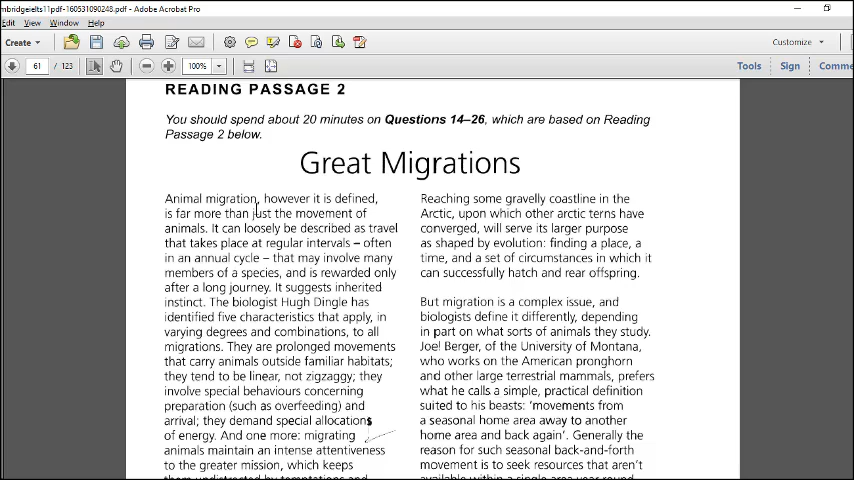 mbridgeielts11pdf-160531090248.pdf - Adobe Acrobat Pro
Edit View Window Help
Create
Customize
61 / 123
100%
Tools Sign Comme
READING PASSAGE 2
You should spend about 20 minutes on Questions 14–26, which are based on Reading
Passage 2 below.
Great Migrations
Animal migration, however it is defined,
is far more than just the movement of
animals. It can loosely be described as travel
that takes place at regular intervals – often
in an annual cycle – that may involve many
members of a species, and is rewarded only
after a long journey. It suggests inherited
instinct. The biologist Hugh Dingle has
identified five characteristics that apply, in
varying degrees and combinations, to all
migrations. They are prolonged movements
that carry animals outside familiar habitats;
they tend to be linear, not zigzaggy; they
involve special behaviours concerning
preparation (such as overfeeding) and
arrival; they demand special allocations
of energy. And one more: migrating
animals maintain an intense attentiveness
to the greater mission, which keeps
them undistracted by temptations and
Reaching some gravelly coastline in the
Arctic, upon which other arctic terns have
converged, will serve its larger purpose
as shaped by evolution: finding a place, a
time, and a set of circumstances in which it
can successfully hatch and rear offspring.
But migration is a complex issue, and
biologists define it differently, depending
in part on what sorts of animals they study.
Joe! Berger, of the University of Montana,
who works on the American pronghorn
and other large terrestrial mammals, prefers
what he calls a simple, practical definition
suited to his beasts: 'movements from
a seasonal home area away to another
home area and back again'. Generally the
reason for such seasonal back-and-forth
movement is to seek resources that aren't
available within a single area year-round